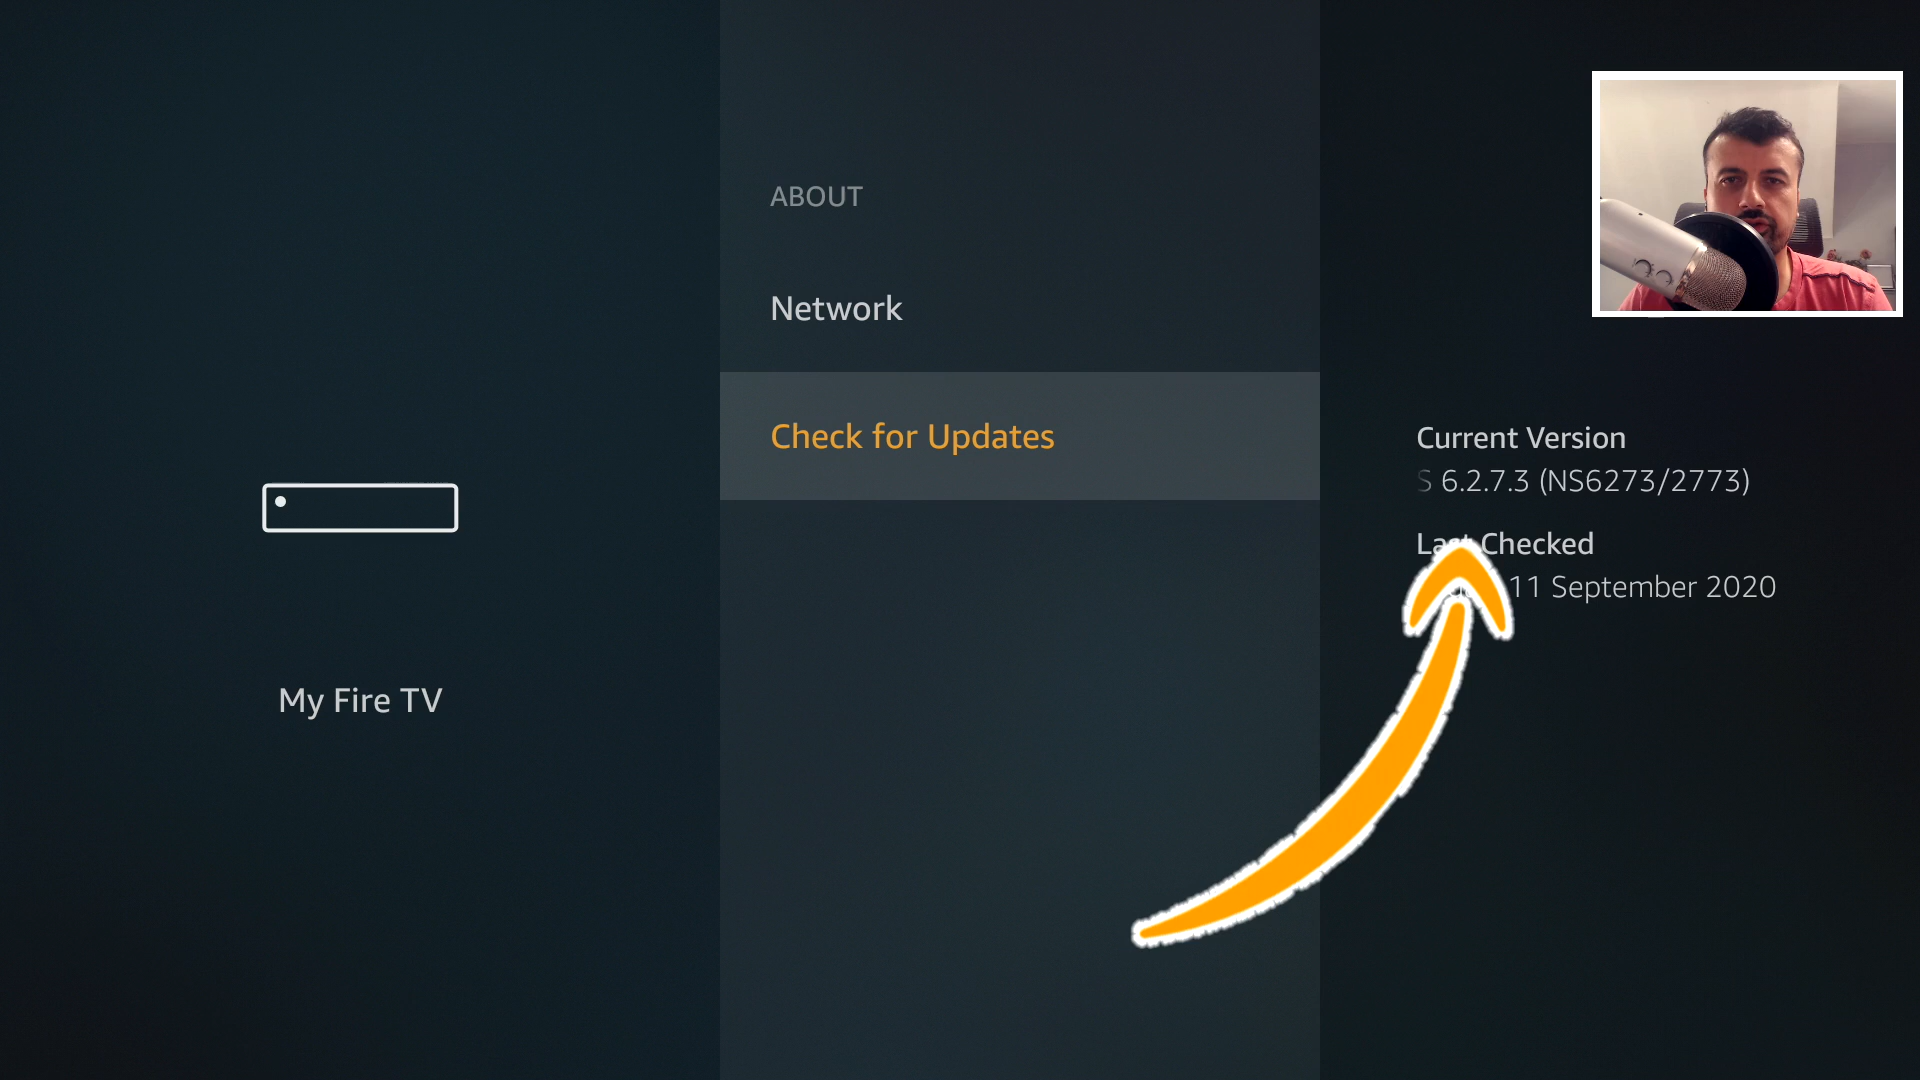 ABOUT
Network
Check for Updates
My Fire TV
Current Version
S 6.2.7.3 (NS6273/2773)
Last Checked
11 September 2020